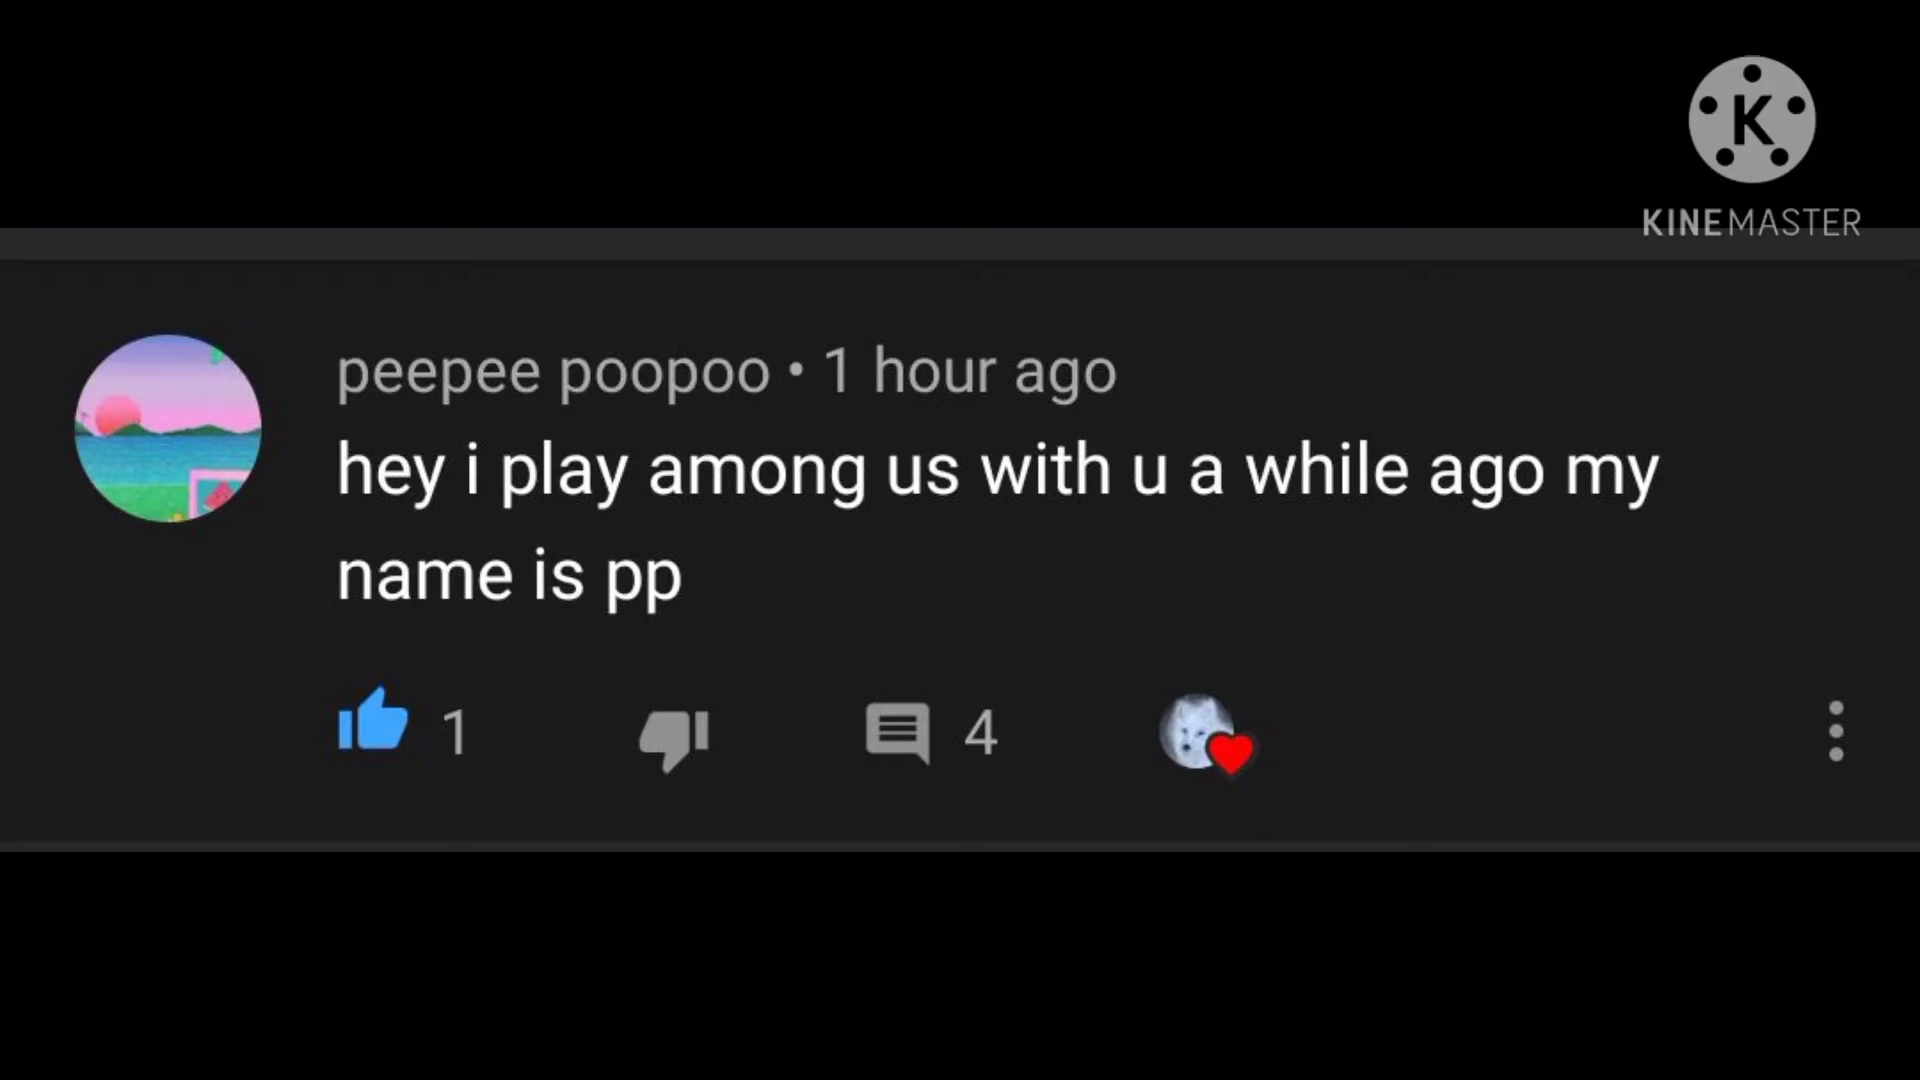 K
KINEMASTER
peepee poopoo • 1 hour ago
hey i play among us with u a while ago my
name is pp
1
4